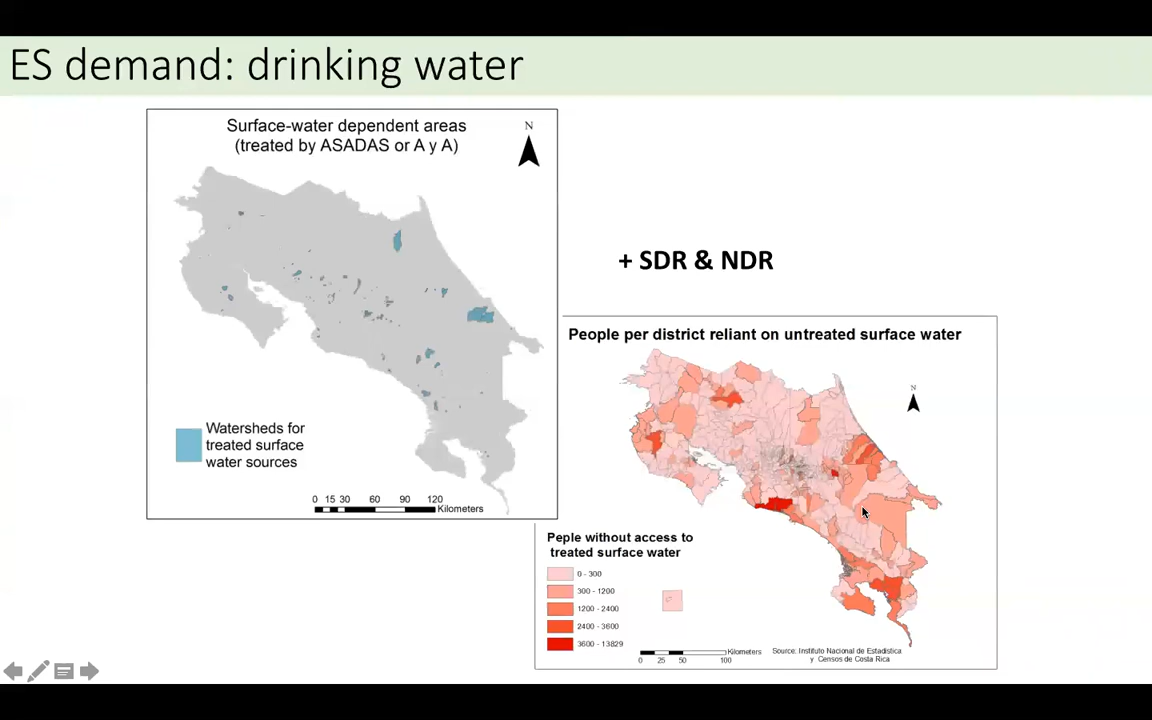 ES demand: drinking water
Surface-water dependent areas
(treated by ASADAS or A y A)
N
Watersheds for
treated surface
water sources
0 15 30 60 90 120
Kilometers
+ SDR & NDR
People per district reliant on untreated surface water
N
Peple without access to
treated surface water
0 - 300
300 - 1200
1200 - 2400
2400 - 3600
3600 - 13829
Kilometers
0 25 50 100
Source: Instituto Nacional de Estadistica
y Censos de Costa Rica